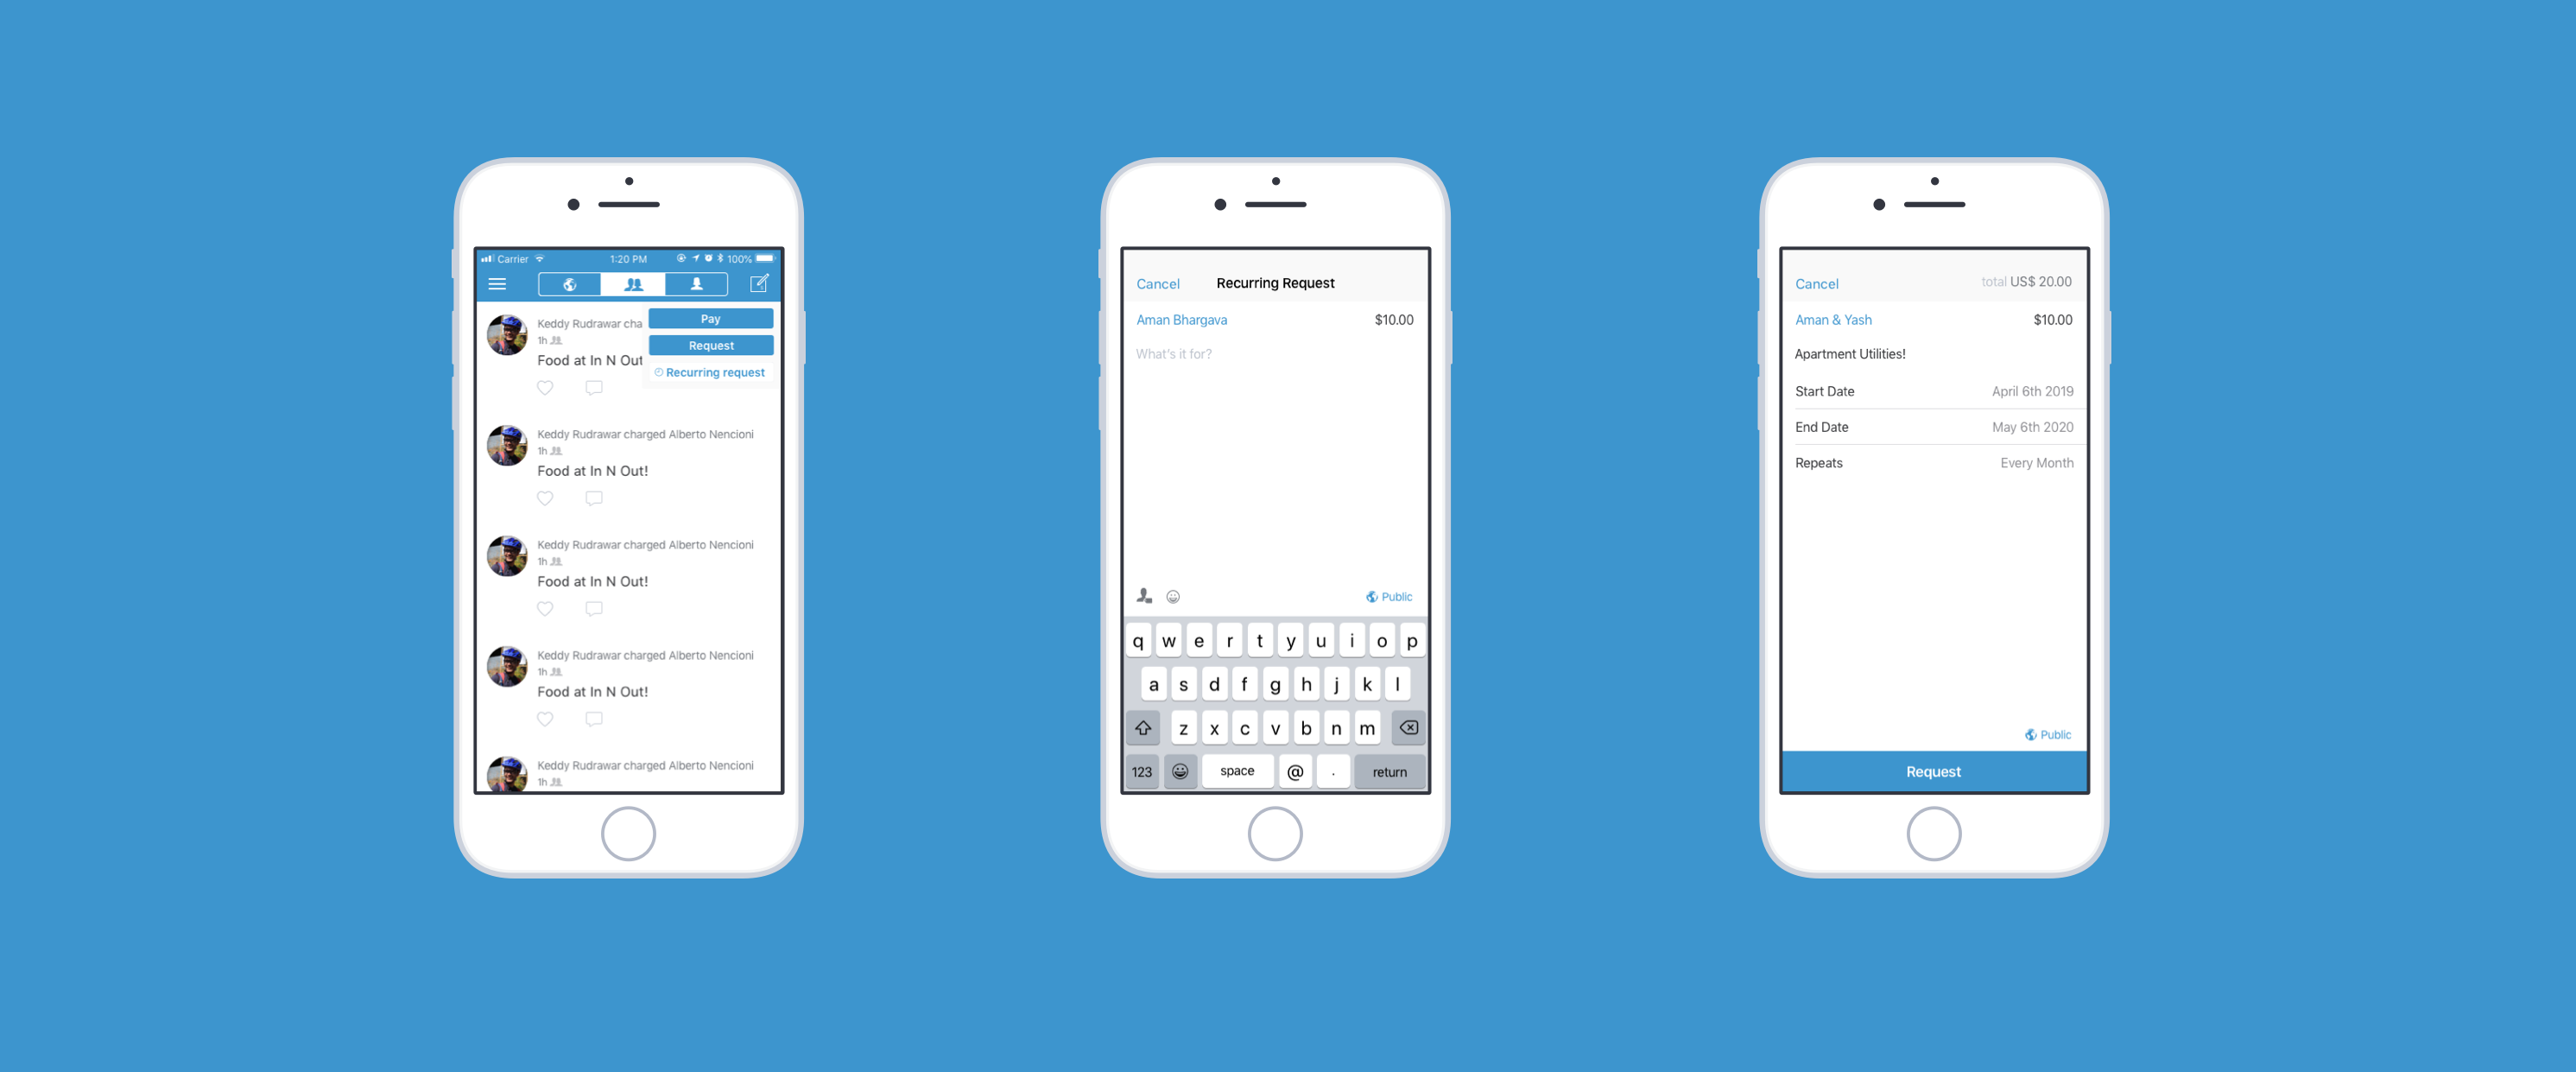 Carrier 1:20 PM 100%
Pay
Keddy Rudrawar cha
1h
Request
Food at In N Out
Recurring request
Keddy Rudrawar charged Alberto Nencioni
1h
Food at In N Out!
Keddy Rudrawar charged Alberto Nencioni
1h
Food at In N Out!
Keddy Rudrawar charged Alberto Nencioni
1h
Food at In N Out!
Keddy Rudrawar charged Alberto Nencioni
1h
Cancel Recurring Request
Aman Bhargava $10.00
What's it for?
Public
q w e r t y u i o p
a s d f g h j k l
z x c v b n m
123 space @ . return
Cancel total US$ 20.00
Aman & Yash $10.00
Apartment Utilities!
Start Date April 6th 2019
End Date May 6th 2020
Repeats Every Month
Public
Request